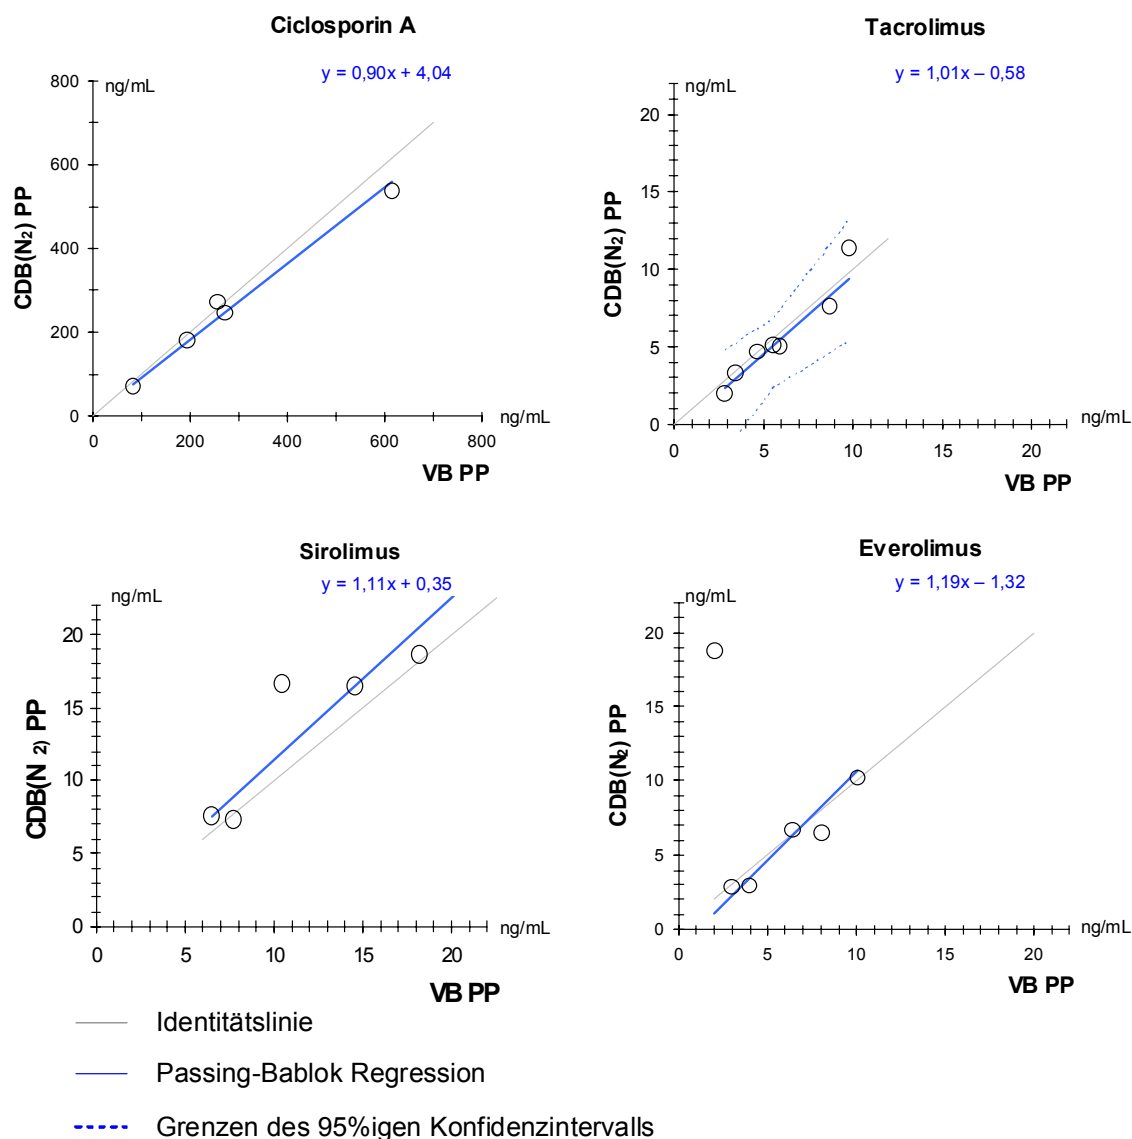 Ciclosporin A
y = 0,90x + 4,04
ng/mL
800
600
400
200
0
CDB(N₂) PP
0 200 400 600 800
ng/mL
VB PP
Tacrolimus
y = 1,01x – 0,58
ng/mL
20
15
10
5
0
CDB(N₂) PP
0 5 10 15 20
ng/mL
VB PP
Sirolimus
y = 1,11x + 0,35
ng/mL
20
15
10
5
0
CDB(N ₂) PP
0 5 10 15 20
ng/mL
VB PP
Everolimus
y = 1,19x – 1,32
ng/mL
20
15
10
5
0
CDB(N₂) PP
0 5 10 15 20
ng/mL
VB PP
Identitätslinie
Passing-Bablok Regression
Grenzen des 95%igen Konfidenzintervalls